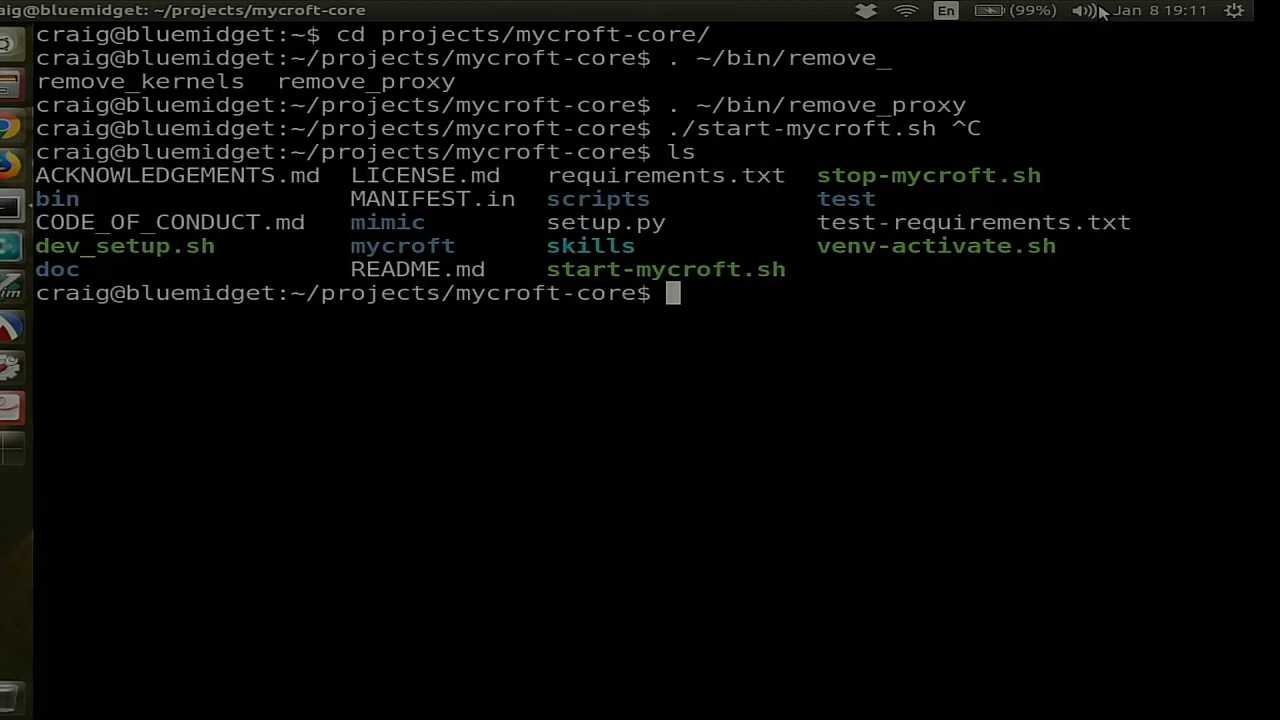 aig@bluemidget: ~/projects/mycroft-core En (99%) Jan 8 19:11
craig@bluemidget:~$ cd projects/mycroft-core/
craig@bluemidget:~/projects/mycroft-core$ . ~/bin/remove_
remove_kernels remove_proxy
craig@bluemidget:~/projects/mycroft-core$ . ~/bin/remove_proxy
craig@bluemidget:~/projects/mycroft-core$ ./start-mycroft.sh ^C
craig@bluemidget:~/projects/mycroft-core$ ls
ACKNOWLEDGEMENTS.md LICENSE.md requirements.txt stop-mycroft.sh
bin MANIFEST.in scripts test
CODE_OF_CONDUCT.md mimic setup.py test-requirements.txt
dev_setup.sh mycroft skills venv-activate.sh
doc README.md start-mycroft.sh
craig@bluemidget:~/projects/mycroft-core$